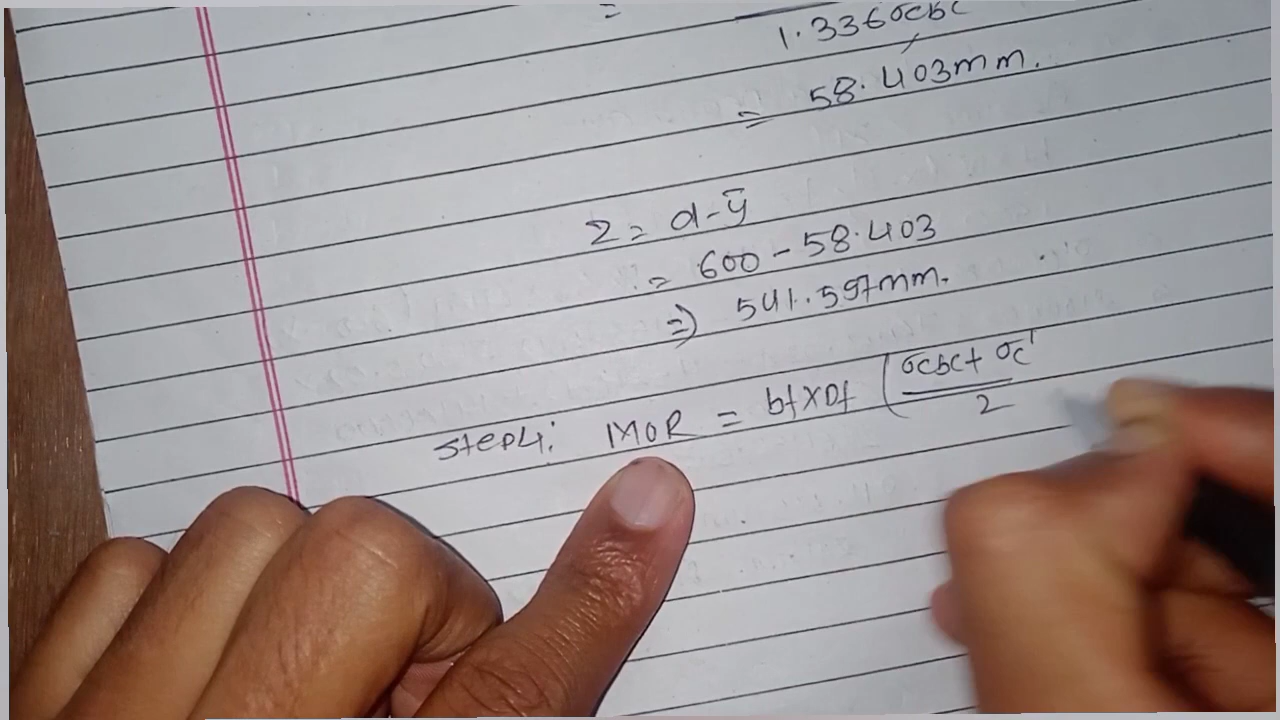 =
1.336σcbc
= 58.403mm.
Z = d-ȳ
= 600 - 58.403
=) 541.597mm.
Step4: MOR = bf×Df (σcbc + σc'
2